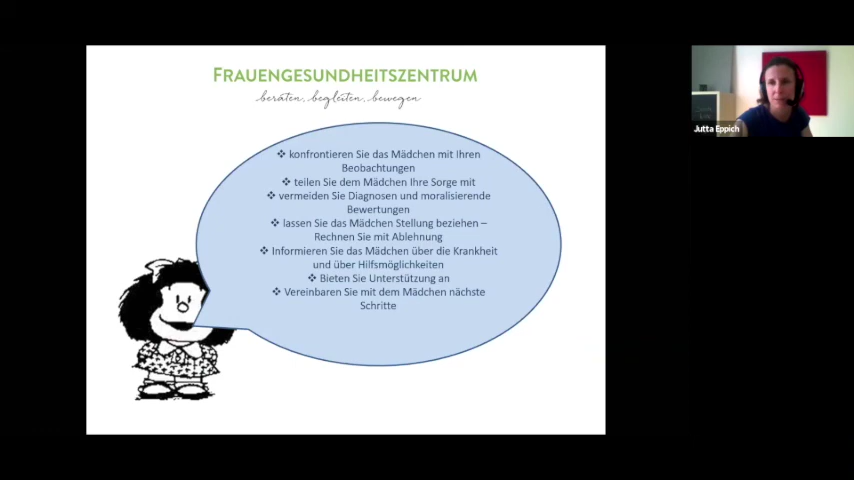 FRAUENGESUNDHEITSZENTRUM
beraten, begleiten, bewegen
❖ konfrontieren Sie das Mädchen mit Ihren
Beobachtungen
❖ teilen Sie dem Mädchen Ihre Sorge mit
❖ vermeiden Sie Diagnosen und moralisierende
Bewertungen
❖ lassen Sie das Mädchen Stellung beziehen –
Rechnen Sie mit Ablehnung
❖ Informieren Sie das Mädchen über die Krankheit
und über Hilfsmöglichkeiten
❖ Bieten Sie Unterstützung an
❖ Vereinbaren Sie mit dem Mädchen nächste
Schritte
Jutta Eppich